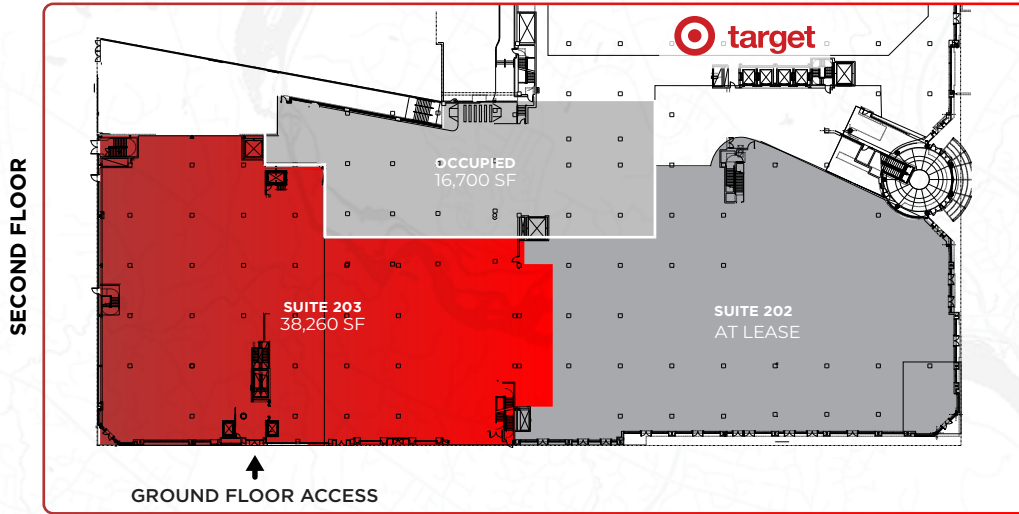 target
SECOND FLOOR
OCCUPIED
16,700 SF
SUITE 203
38,260 SF
SUITE 202
AT LEASE
GROUND FLOOR ACCESS